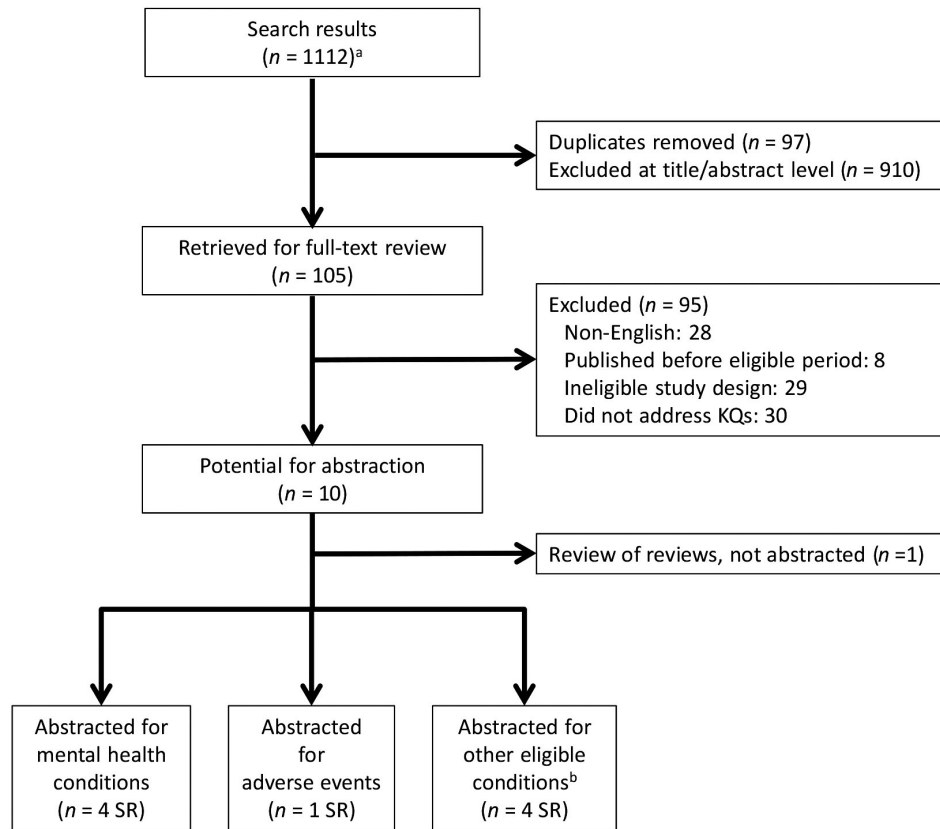 Search results
(n = 1112)ᵃ
Duplicates removed (n = 97)
Excluded at title/abstract level (n = 910)
Retrieved for full-text review
(n = 105)
Excluded (n = 95)
Non-English: 28
Published before eligible period: 8
Ineligible study design: 29
Did not address KQs: 30
Potential for abstraction
(n = 10)
Review of reviews, not abstracted (n =1)
Abstracted for
mental health
conditions
(n = 4 SR)
Abstracted
for
adverse events
(n = 1 SR)
Abstracted for
other eligible
conditionsᵇ
(n = 4 SR)